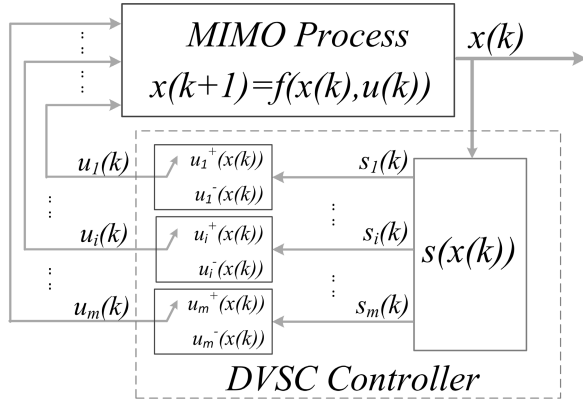 MIMO Process
x(k+1)=f(x(k),u(k))
x(k)
u₁(k)
u₁⁺(x(k))
u₁⁻(x(k))
s₁(k)
uᵢ(k)
uᵢ⁺(x(k))
uᵢ⁻(x(k))
sᵢ(k)
s(x(k))
uₘ(k)
uₘ⁺(x(k))
uₘ⁻(x(k))
sₘ(k)
DVSC Controller